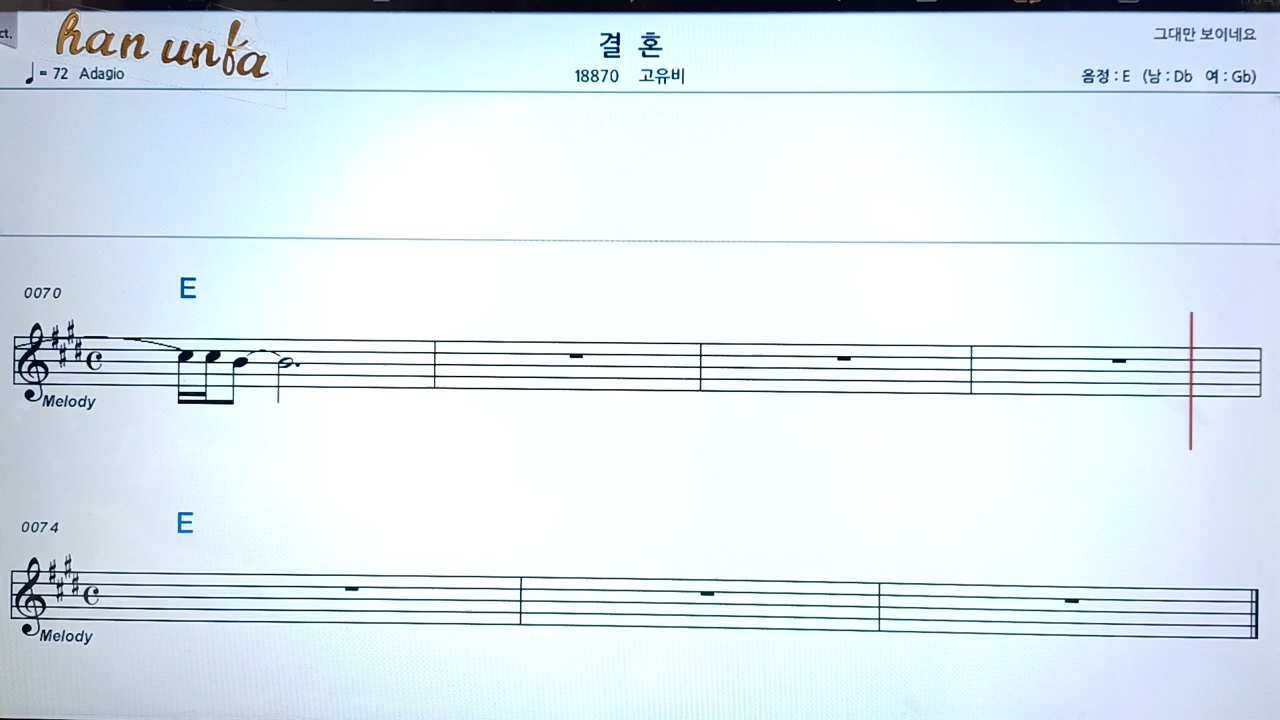 ct.
han unfa
결 혼
그대만 보이네요
♩ = 72 Adagio
18870 고유비
음정 : E (남 : Db 여 : Gb)
0070
E
Melody
0074
E
Melody